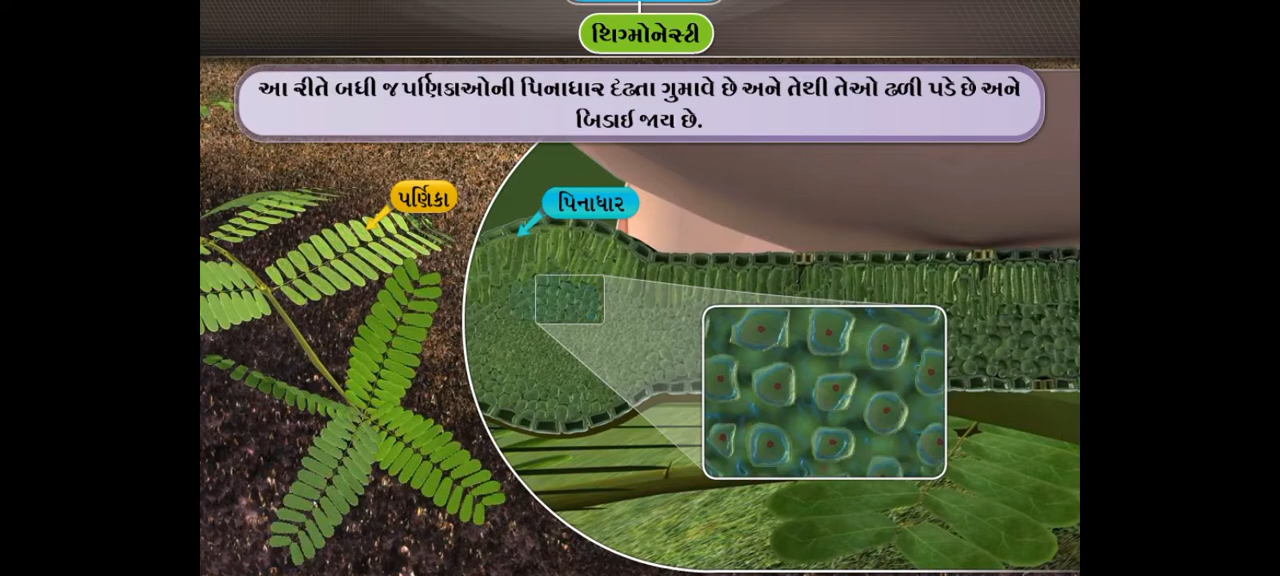 થિગ્મોનેસ્ટી
આ રીતે બધી જ પર્ણિકાઓની પિનાધાર દૃઢતા ગુમાવે છે અને તેથી તેઓ ઢળી પડે છે અને
બિડાઈ જાય છે.
પર્ણિકા
પિનાધાર